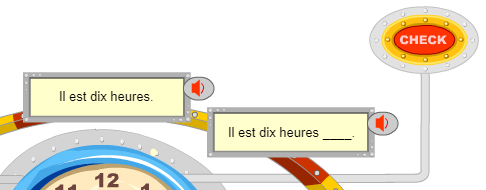 CHECK
Il est dix heures.
Il est dix heures ____.
11 12 1